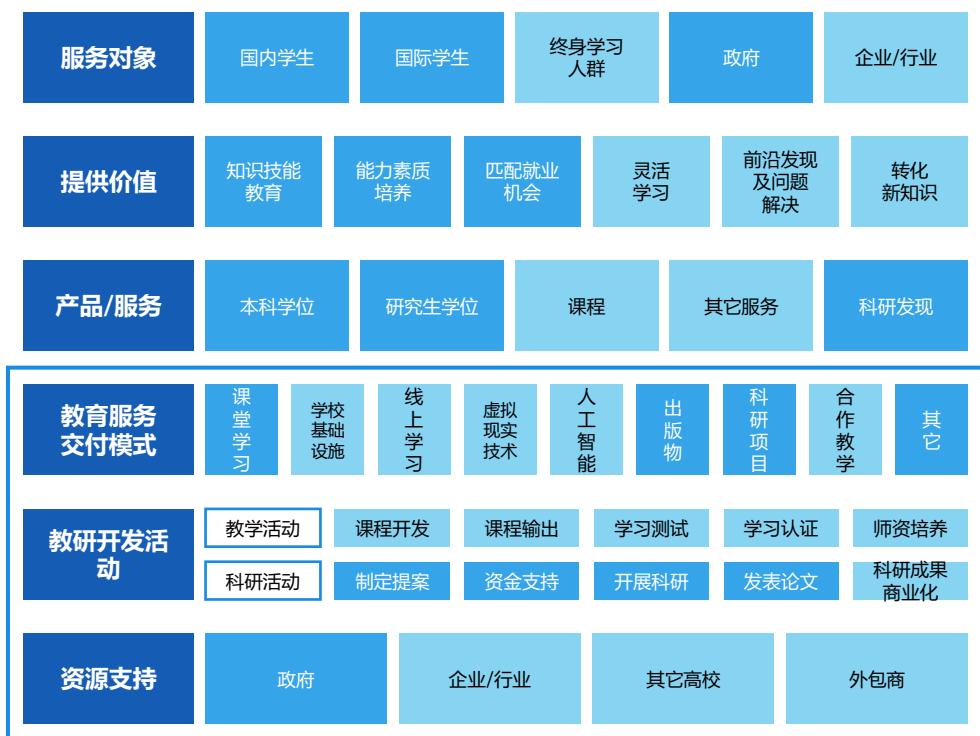 服务对象
国内学生
国际学生
终身学习
人群
政府
企业/行业
提供价值
知识技能
教育
能力素质
培养
匹配就业
机会
灵活
学习
前沿发现
及问题
解决
转化
新知识
产品/服务
本科学位
研究生学位
课程
其它服务
科研发现
教育服务
交付模式
课堂学习
学校
基础
设施
线上学习
虚拟
现实
技术
人工智能
出版物
科研项目
合作教学
其它
教研开发活
动
教学活动
课程开发
课程输出
学习测试
学习认证
师资培养
科研活动
制定提案
资金支持
开展科研
发表论文
科研成果
商业化
资源支持
政府
企业/行业
其它高校
外包商